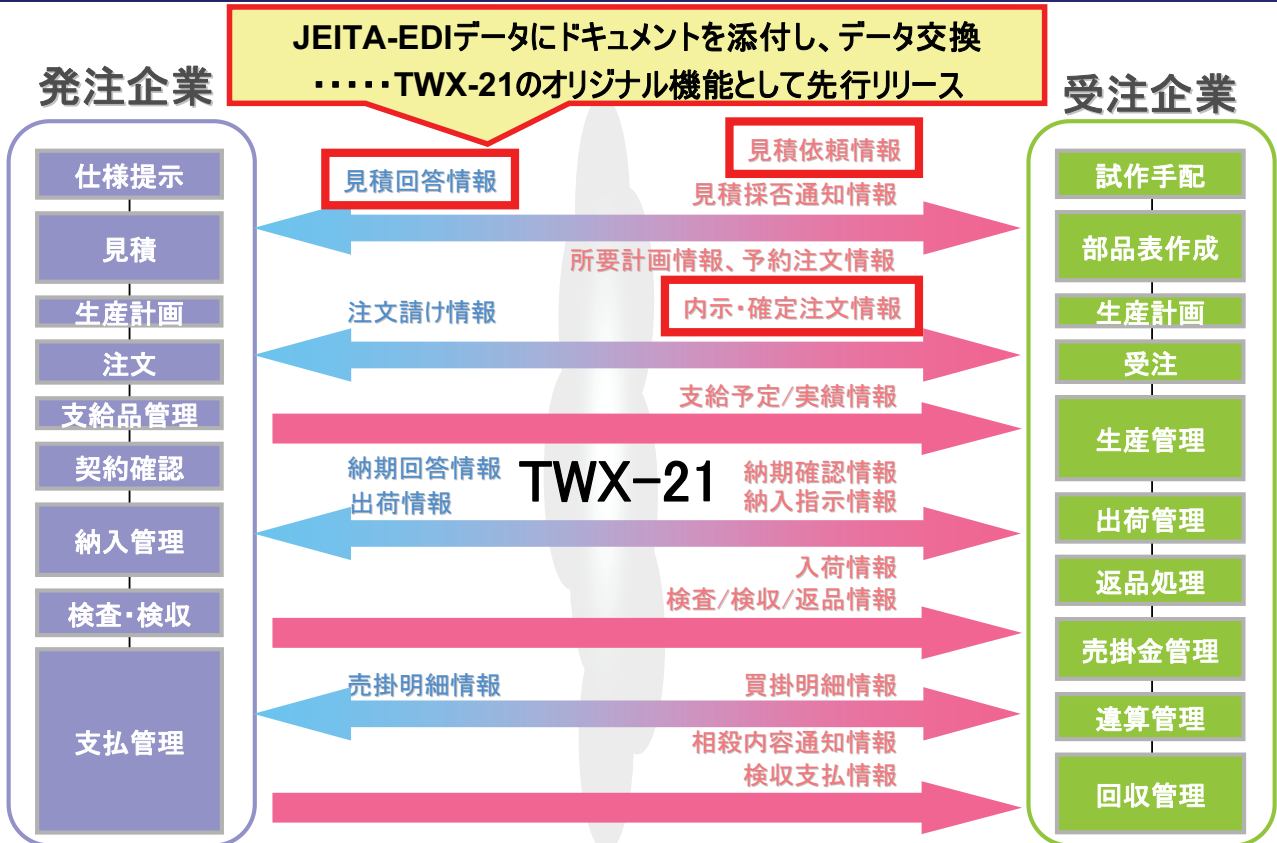 JEITA-EDIデータにドキュメントを添付し、データ交換
・・・・・TWX-21のオリジナル機能として先行リリース
発注企業
受注企業
仕様提示
見積
生産計画
注文
支給品管理
契約確認
納入管理
検査・検収
支払管理
見積回答情報
見積依頼情報
見積採否通知情報
所要計画情報、予約注文情報
注文請け情報
内示・確定注文情報
支給予定/実績情報
納期回答情報
出荷情報
TWX-21
納期確認情報
納入指示情報
入荷情報
検査/検収/返品情報
売掛明細情報
買掛明細情報
相殺内容通知情報
検収支払情報
試作手配
部品表作成
生産計画
受注
生産管理
出荷管理
返品処理
売掛金管理
違算管理
回収管理